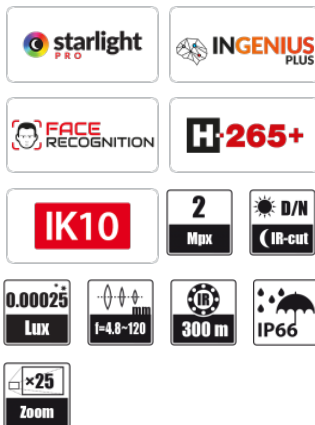 starlight
PRO
INGENIUS
PLUS
FACE
RECOGNITION
H·265+
IK10
2
Mpx
D/N
IR-cut
0.00025
Lux
mm
f=4.8~120
IR
300 m
IP66
×25
Zoom